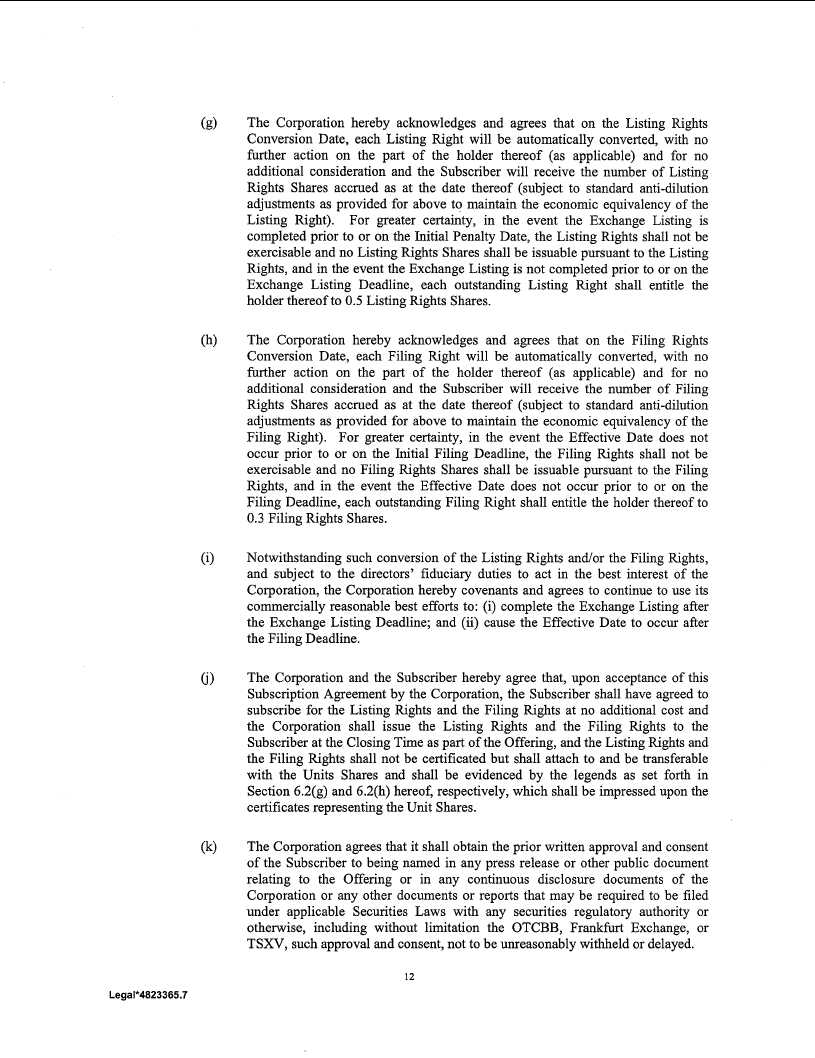 (g) The Corporation hereby acknowledges and agrees that on the Listing Rights
Conversion Date, each Listing Right will be automatically converted, with no
further action on the part of the holder thereof (as applicable) and for no
additional consideration and the Subscriber will receive the number of Listing
Rights Shares accrued as at the date thereof (subject to standard anti-dilution
adjustments as provided for above to maintain the economic equivalency of the
Listing Right). For greater certainty, in the event the Exchange Listing is
completed prior to or on the Initial Penalty Date, the Listing Rights shall not be
exercisable and no Listing Rights Shares shall be issuable pursuant to the Listing
Rights, and in the event the Exchange Listing is not completed prior to or on the
Exchange Listing Deadline, each outstanding Listing Right shall entitle the
holder thereof to 0.5 Listing Rights Shares.
(h) The Corporation hereby acknowledges and agrees that on the Filing Rights
Conversion Date, each Filing Right will be automatically converted, with no
further action on the part of the holder thereof (as applicable) and for no
additional consideration and the Subscriber will receive the number of Filing
Rights Shares accrued as at the date thereof (subject to standard anti-dilution
adjustments as provided for above to maintain the economic equivalency of the
Filing Right). For greater certainty, in the event the Effective Date does not
occur prior to or on the Initial Filing Deadline, the Filing Rights shall not be
exercisable and no Filing Rights Shares shall be issuable pursuant to the Filing
Rights, and in the event the Effective Date does not occur prior to or on the
Filing Deadline, each outstanding Filing Right shall entitle the holder thereof to
0.3 Filing Rights Shares.
(i) Notwithstanding such conversion of the Listing Rights and/or the Filing Rights,
and subject to the directors' fiduciary duties to act in the best interest of the
Corporation, the Corporation hereby covenants and agrees to continue to use its
commercially reasonable best efforts to: (i) complete the Exchange Listing after
the Exchange Listing Deadline; and (ii) cause the Effective Date to occur after
the Filing Deadline.
(j) The Corporation and the Subscriber hereby agree that, upon acceptance of this
Subscription Agreement by the Corporation, the Subscriber shall have agreed to
subscribe for the Listing Rights and the Filing Rights at no additional cost and
the Corporation shall issue the Listing Rights and the Filing Rights to the
Subscriber at the Closing Time as part of the Offering, and the Listing Rights and
the Filing Rights shall not be certificated but shall attach to and be transferable
with the Units Shares and shall be evidenced by the legends as set forth in
Section 6.2(g) and 6.2(h) hereof, respectively, which shall be impressed upon the
certificates representing the Unit Shares.
(k) The Corporation agrees that it shall obtain the prior written approval and consent
of the Subscriber to being named in any press release or other public document
relating to the Offering or in any continuous disclosure documents of the
Corporation or any other documents or reports that may be required to be filed
under applicable Securities Laws with any securities regulatory authority or
otherwise, including without limitation the OTCBB, Frankfurt Exchange, or
TSXV, such approval and consent, not to be unreasonably withheld or delayed.
12
Legal*4823365.7